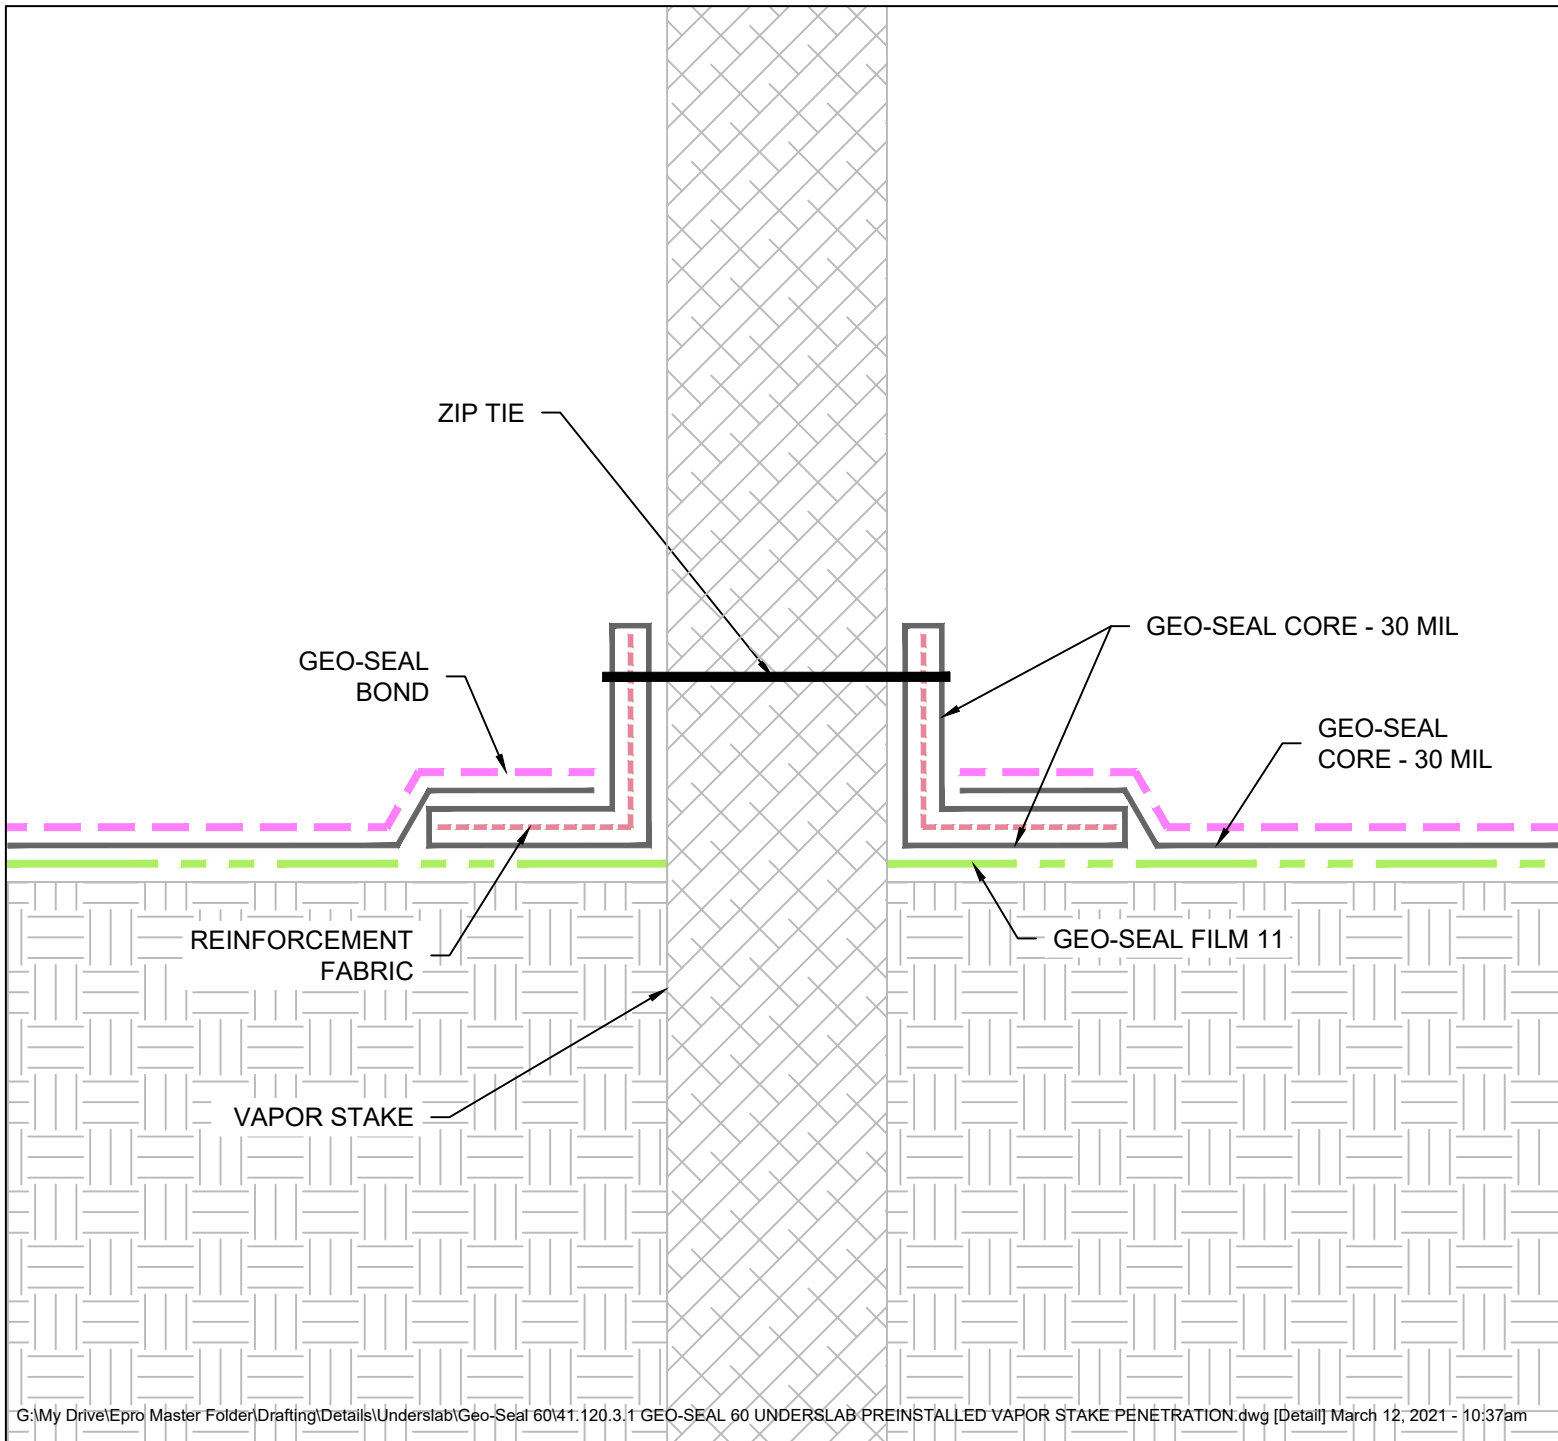 ZIP TIE
GEO-SEAL CORE - 30 MIL
GEO-SEAL
BOND
GEO-SEAL
CORE - 30 MIL
REINFORCEMENT
FABRIC
GEO-SEAL FILM 11
VAPOR STAKE
G:\My Drive\Epro Master Folder\Drafting\Details\Underslab\Geo-Seal 60\41.120.3.1 GEO-SEAL 60 UNDERSLAB PREINSTALLED VAPOR STAKE PENETRATION.dwg [Detail] March 12, 2021 - 10:37am